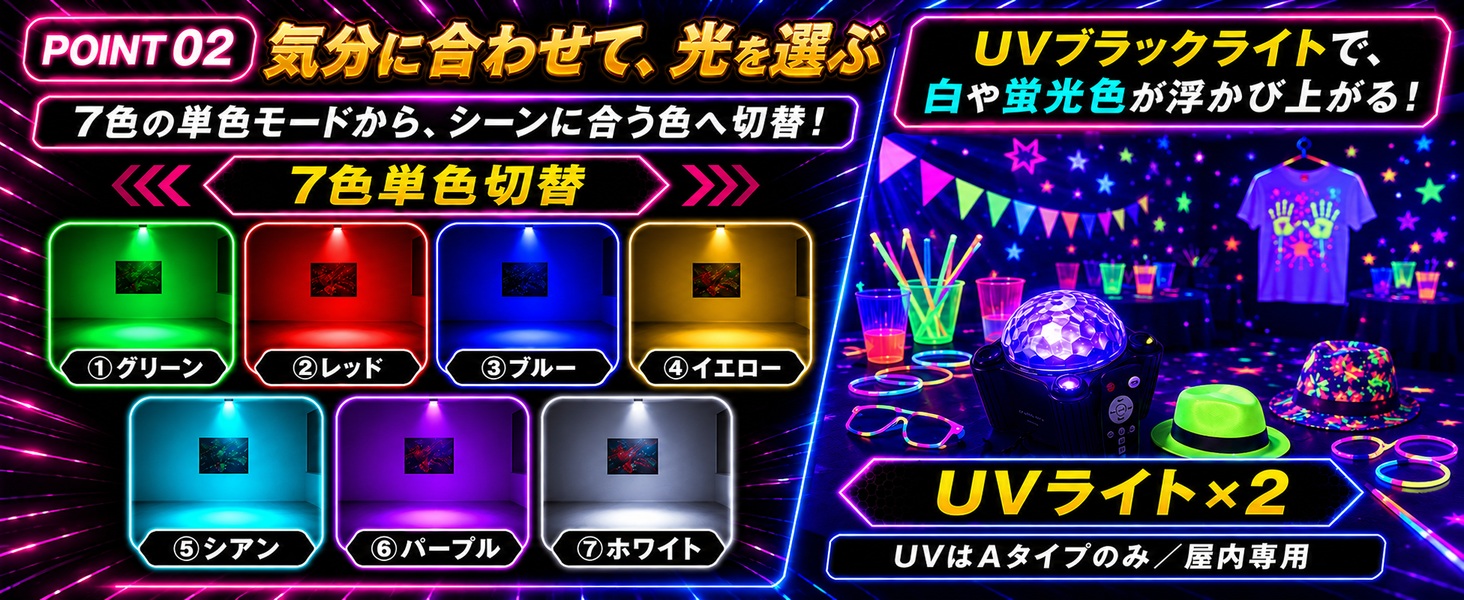 POINT 02
気分に合わせて、光を選ぶ
7色の単色モードから、シーンに合う色へ切替！
7色単色切替
①グリーン
②レッド
③ブルー
④イエロー
⑤シアン
⑥パープル
⑦ホワイト
UVブラックライトで、
白や蛍光色が浮かび上がる！
UVライト×2
UVはAタイプのみ／屋内専用